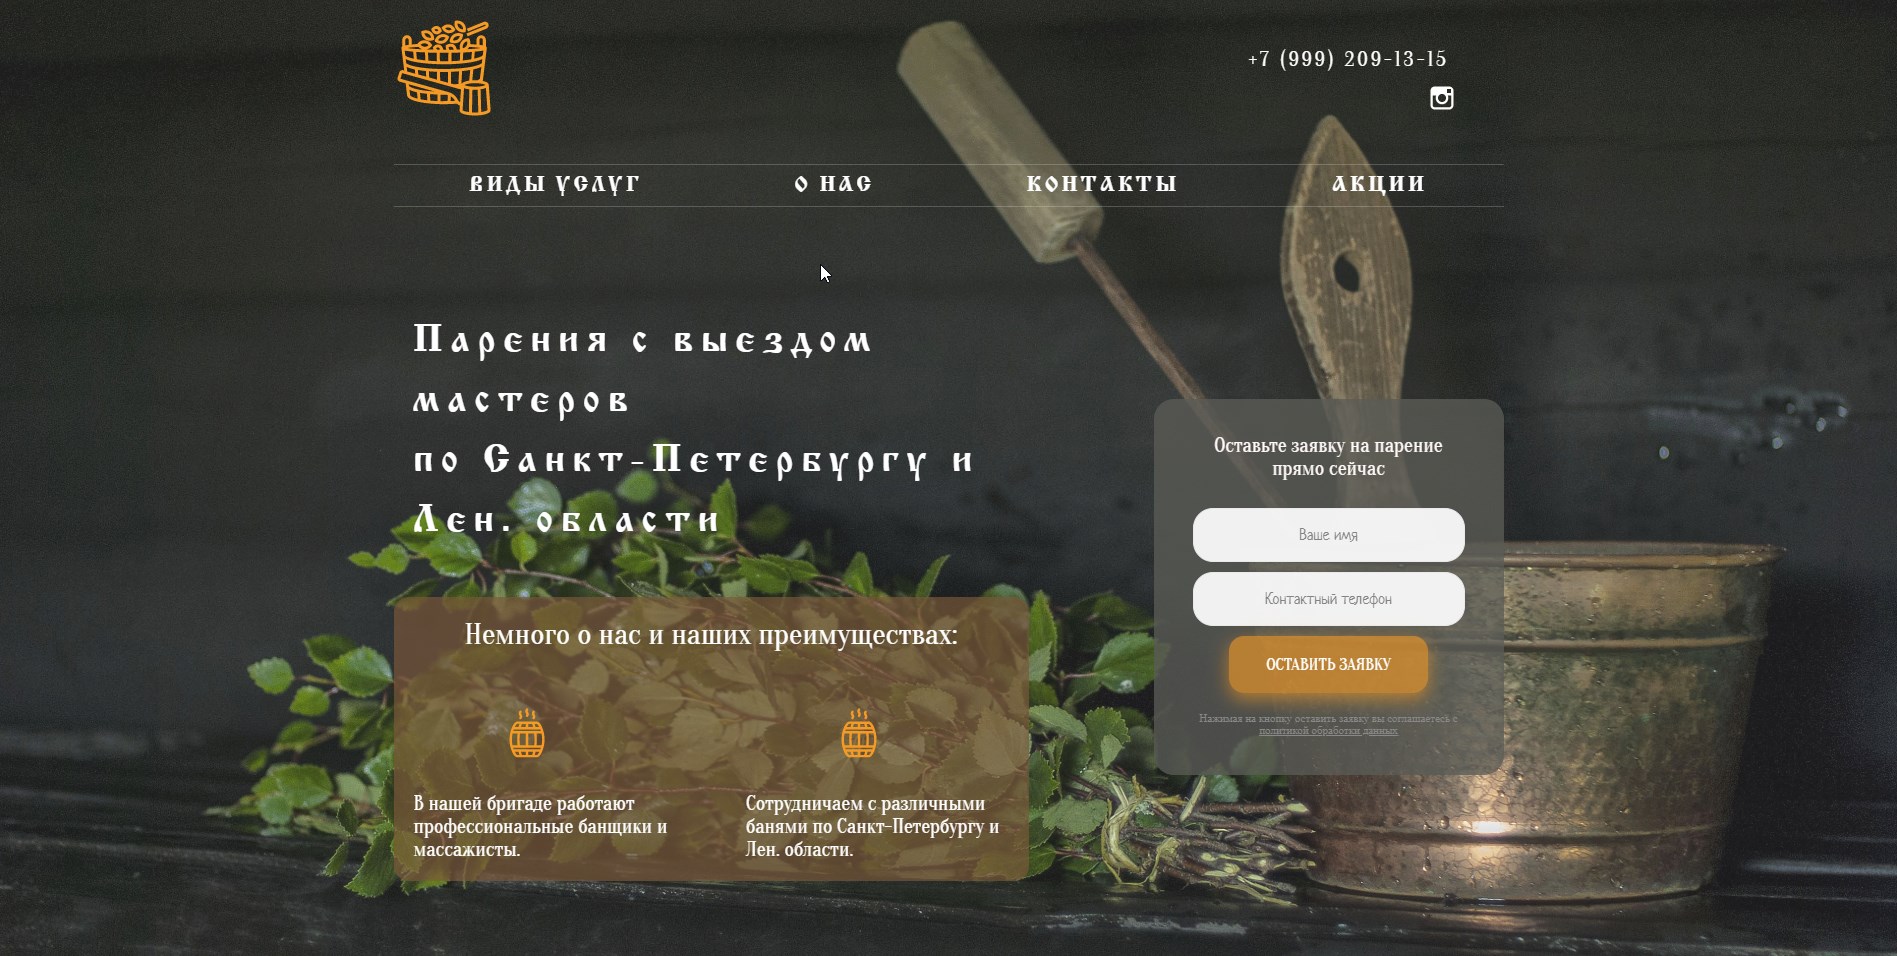 +7 (999) 209-13-15
ВИДЫ УСЛУГ
О НАС
КОНТАКТЫ
АКЦИИ
Парения с выездом
мастеров
по Санкт-Петербургу и
Лен. области
Оставьте заявку на парение
прямо сейчас
Ваше имя
Контактный телефон
ОСТАВИТЬ ЗАЯВКУ
Нажимая на кнопку оставить заявку вы соглашаетесь с
политикой обработки данных
Немного о нас и наших преимуществах:
В нашей бригаде работают
профессиональные банщики и
массажисты.
Сотрудничаем с различными
банями по Санкт-Петербургу и
Лен. области.